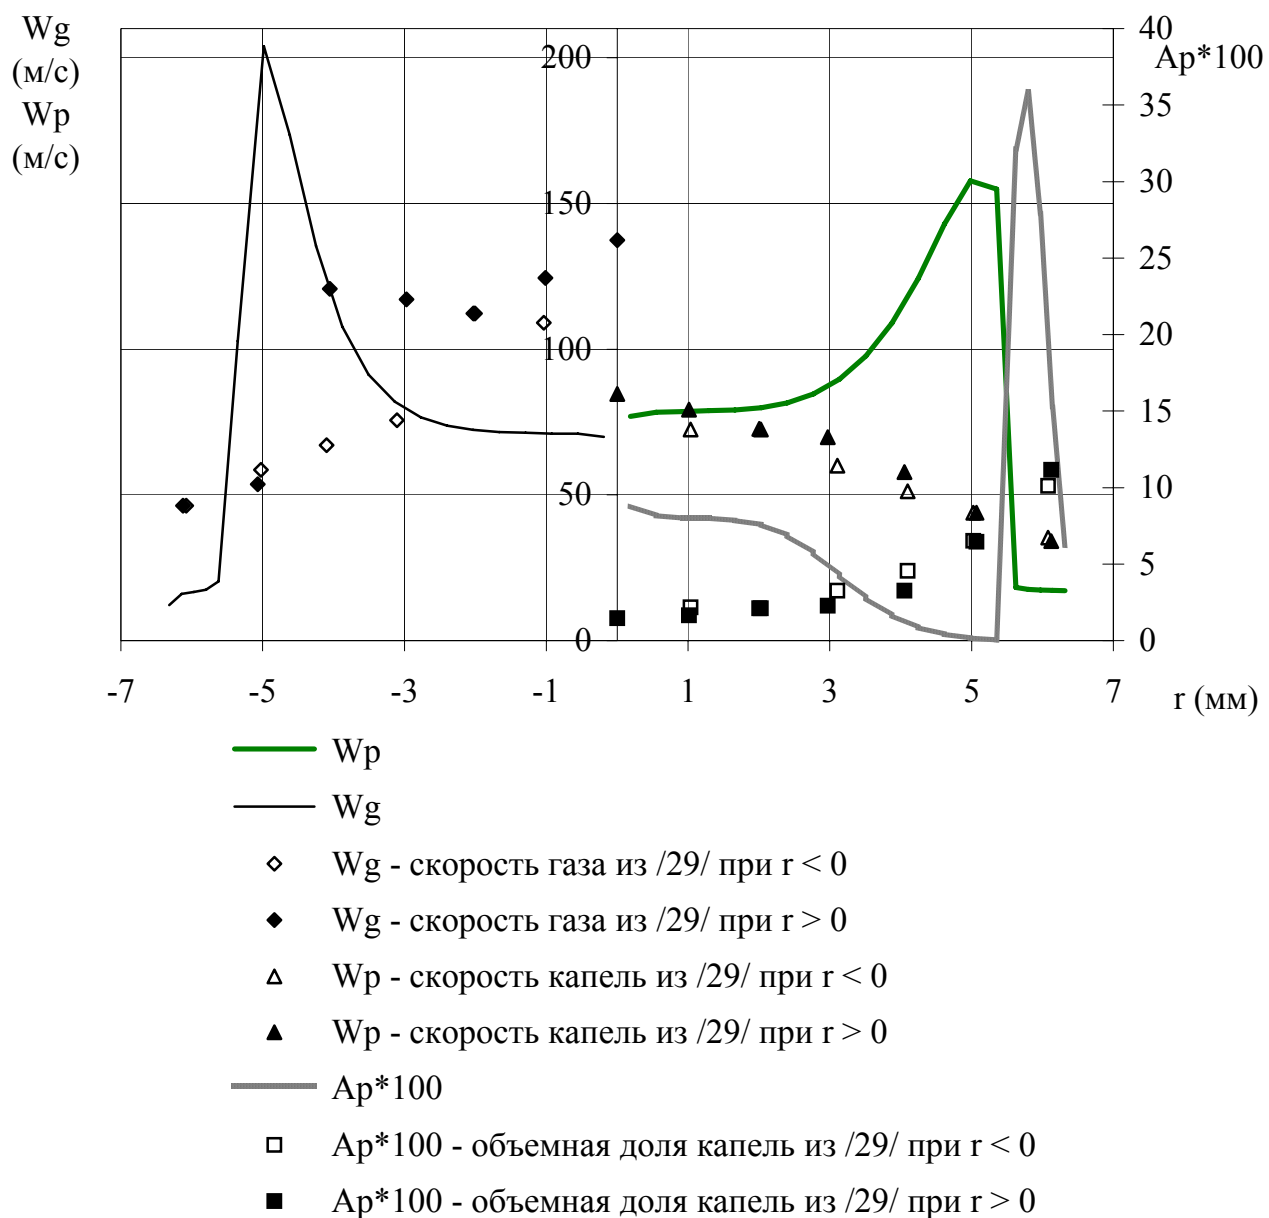 Wg
(м/с)
Wp
(м/с)
200
150
100
50
0
40
Ap*100
35
30
25
20
15
10
5
0
-7 -5 -3 -1 1 3 5 7 r (мм)
Wp
Wg
Wg - скорость газа из /29/ при r < 0
Wg - скорость газа из /29/ при r > 0
Wp - скорость капель из /29/ при r < 0
Wp - скорость капель из /29/ при r > 0
Ap*100
Ap*100 - объемная доля капель из /29/ при r < 0
Ap*100 - объемная доля капель из /29/ при r > 0